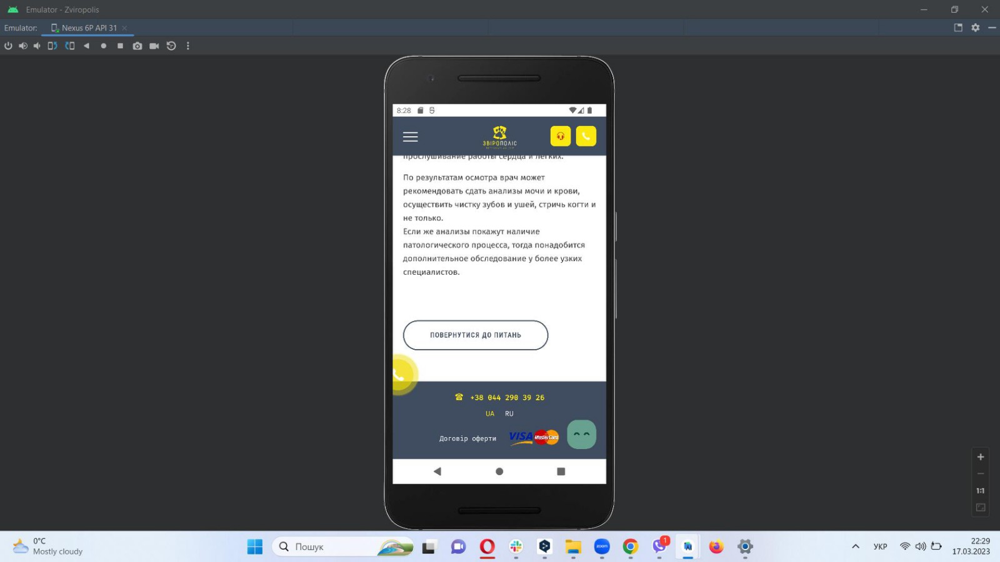 Emulator - Zviropolis
Emulator:
Nexus 6P API 31
8:28
ЗВІРОПОЛІС
прослушивание работы сердца и легких.
По результатам осмотра врач может
рекомендовать сдать анализы мочи и крови,
осуществить чистку зубов и ушей, стричь когти и
не только.
Если же анализы покажут наличие
патологического процесса, тогда понадобится
дополнительное обследование у более узких
специалистов.
ПОВЕРНУТИСЯ ДО ПИТАНЬ
+38 044 290 39 26
UA RU
Договір оферти
VISA
MasterCard
1:1
0°C
Mostly cloudy
Пошук
zoom
1
УКР
22:29
17.03.2023